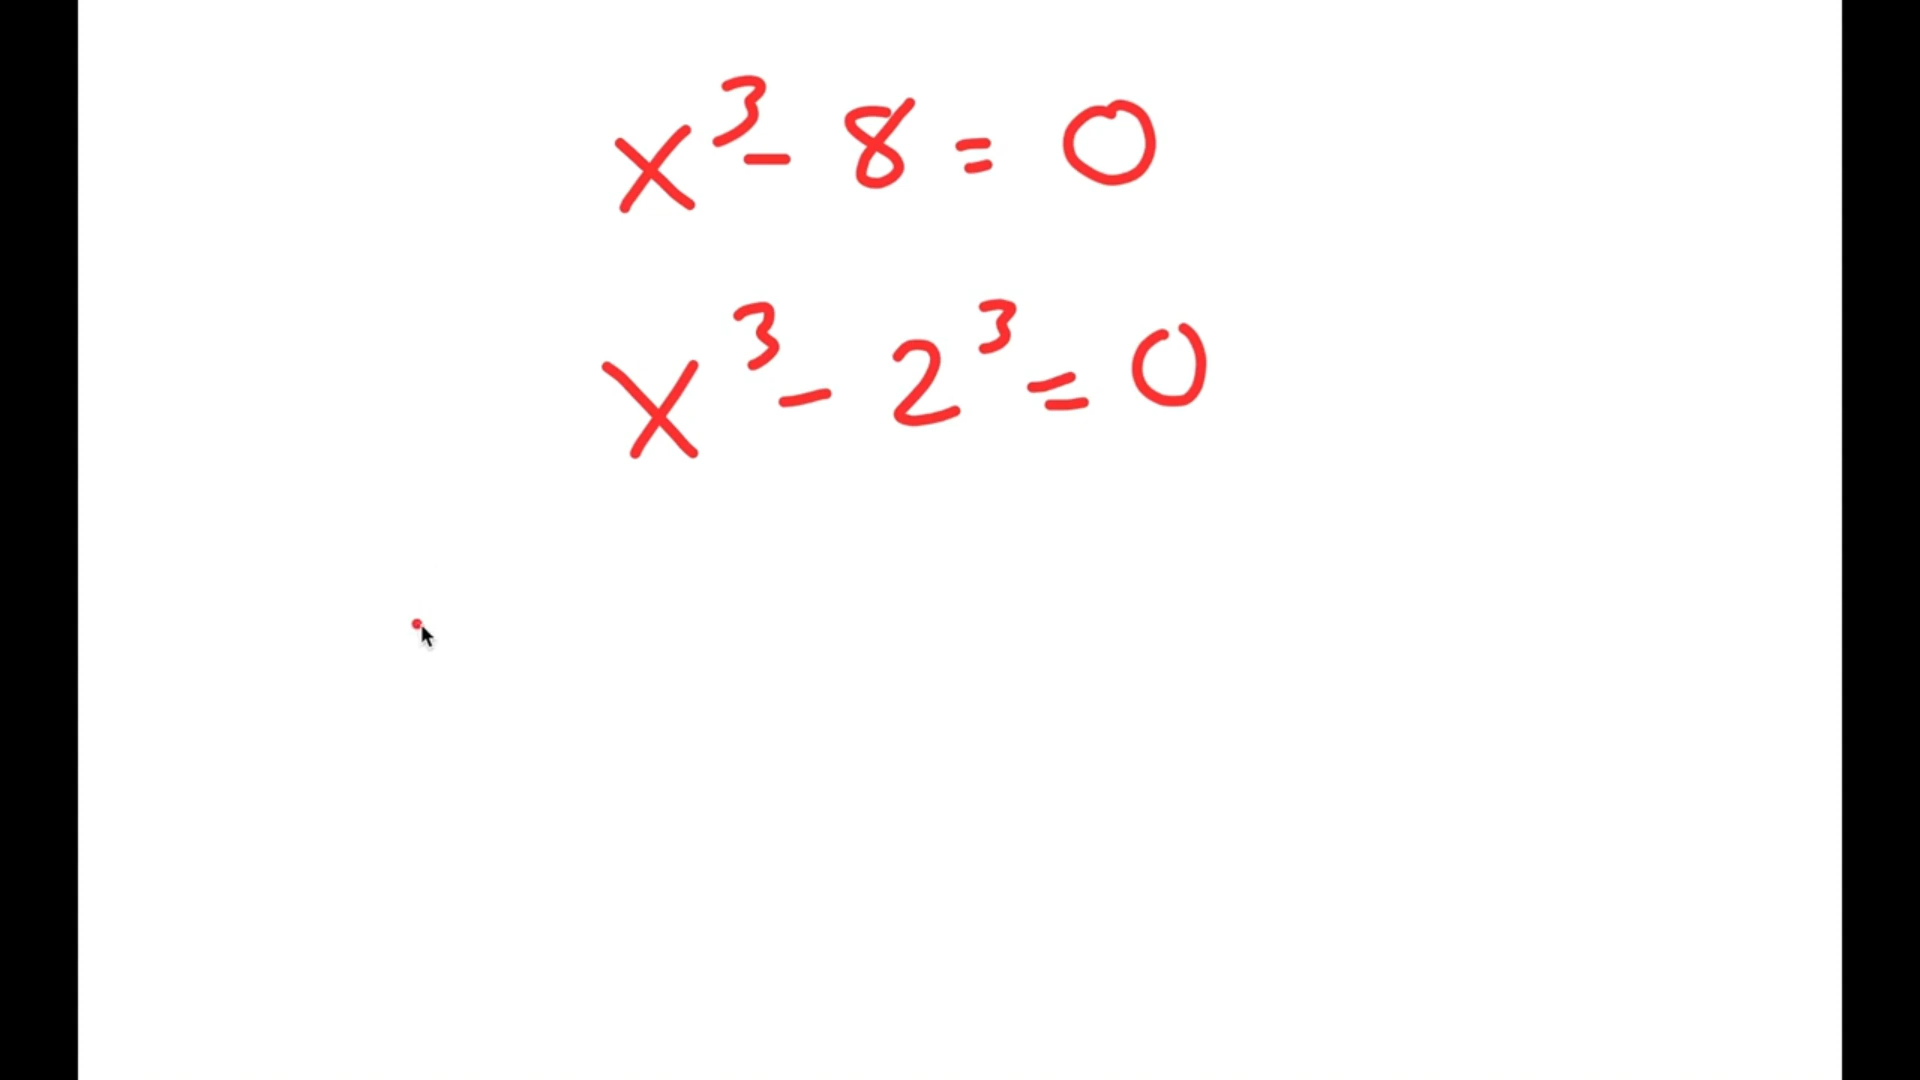 x³ - 8 = 0
x³ - 2³ = 0